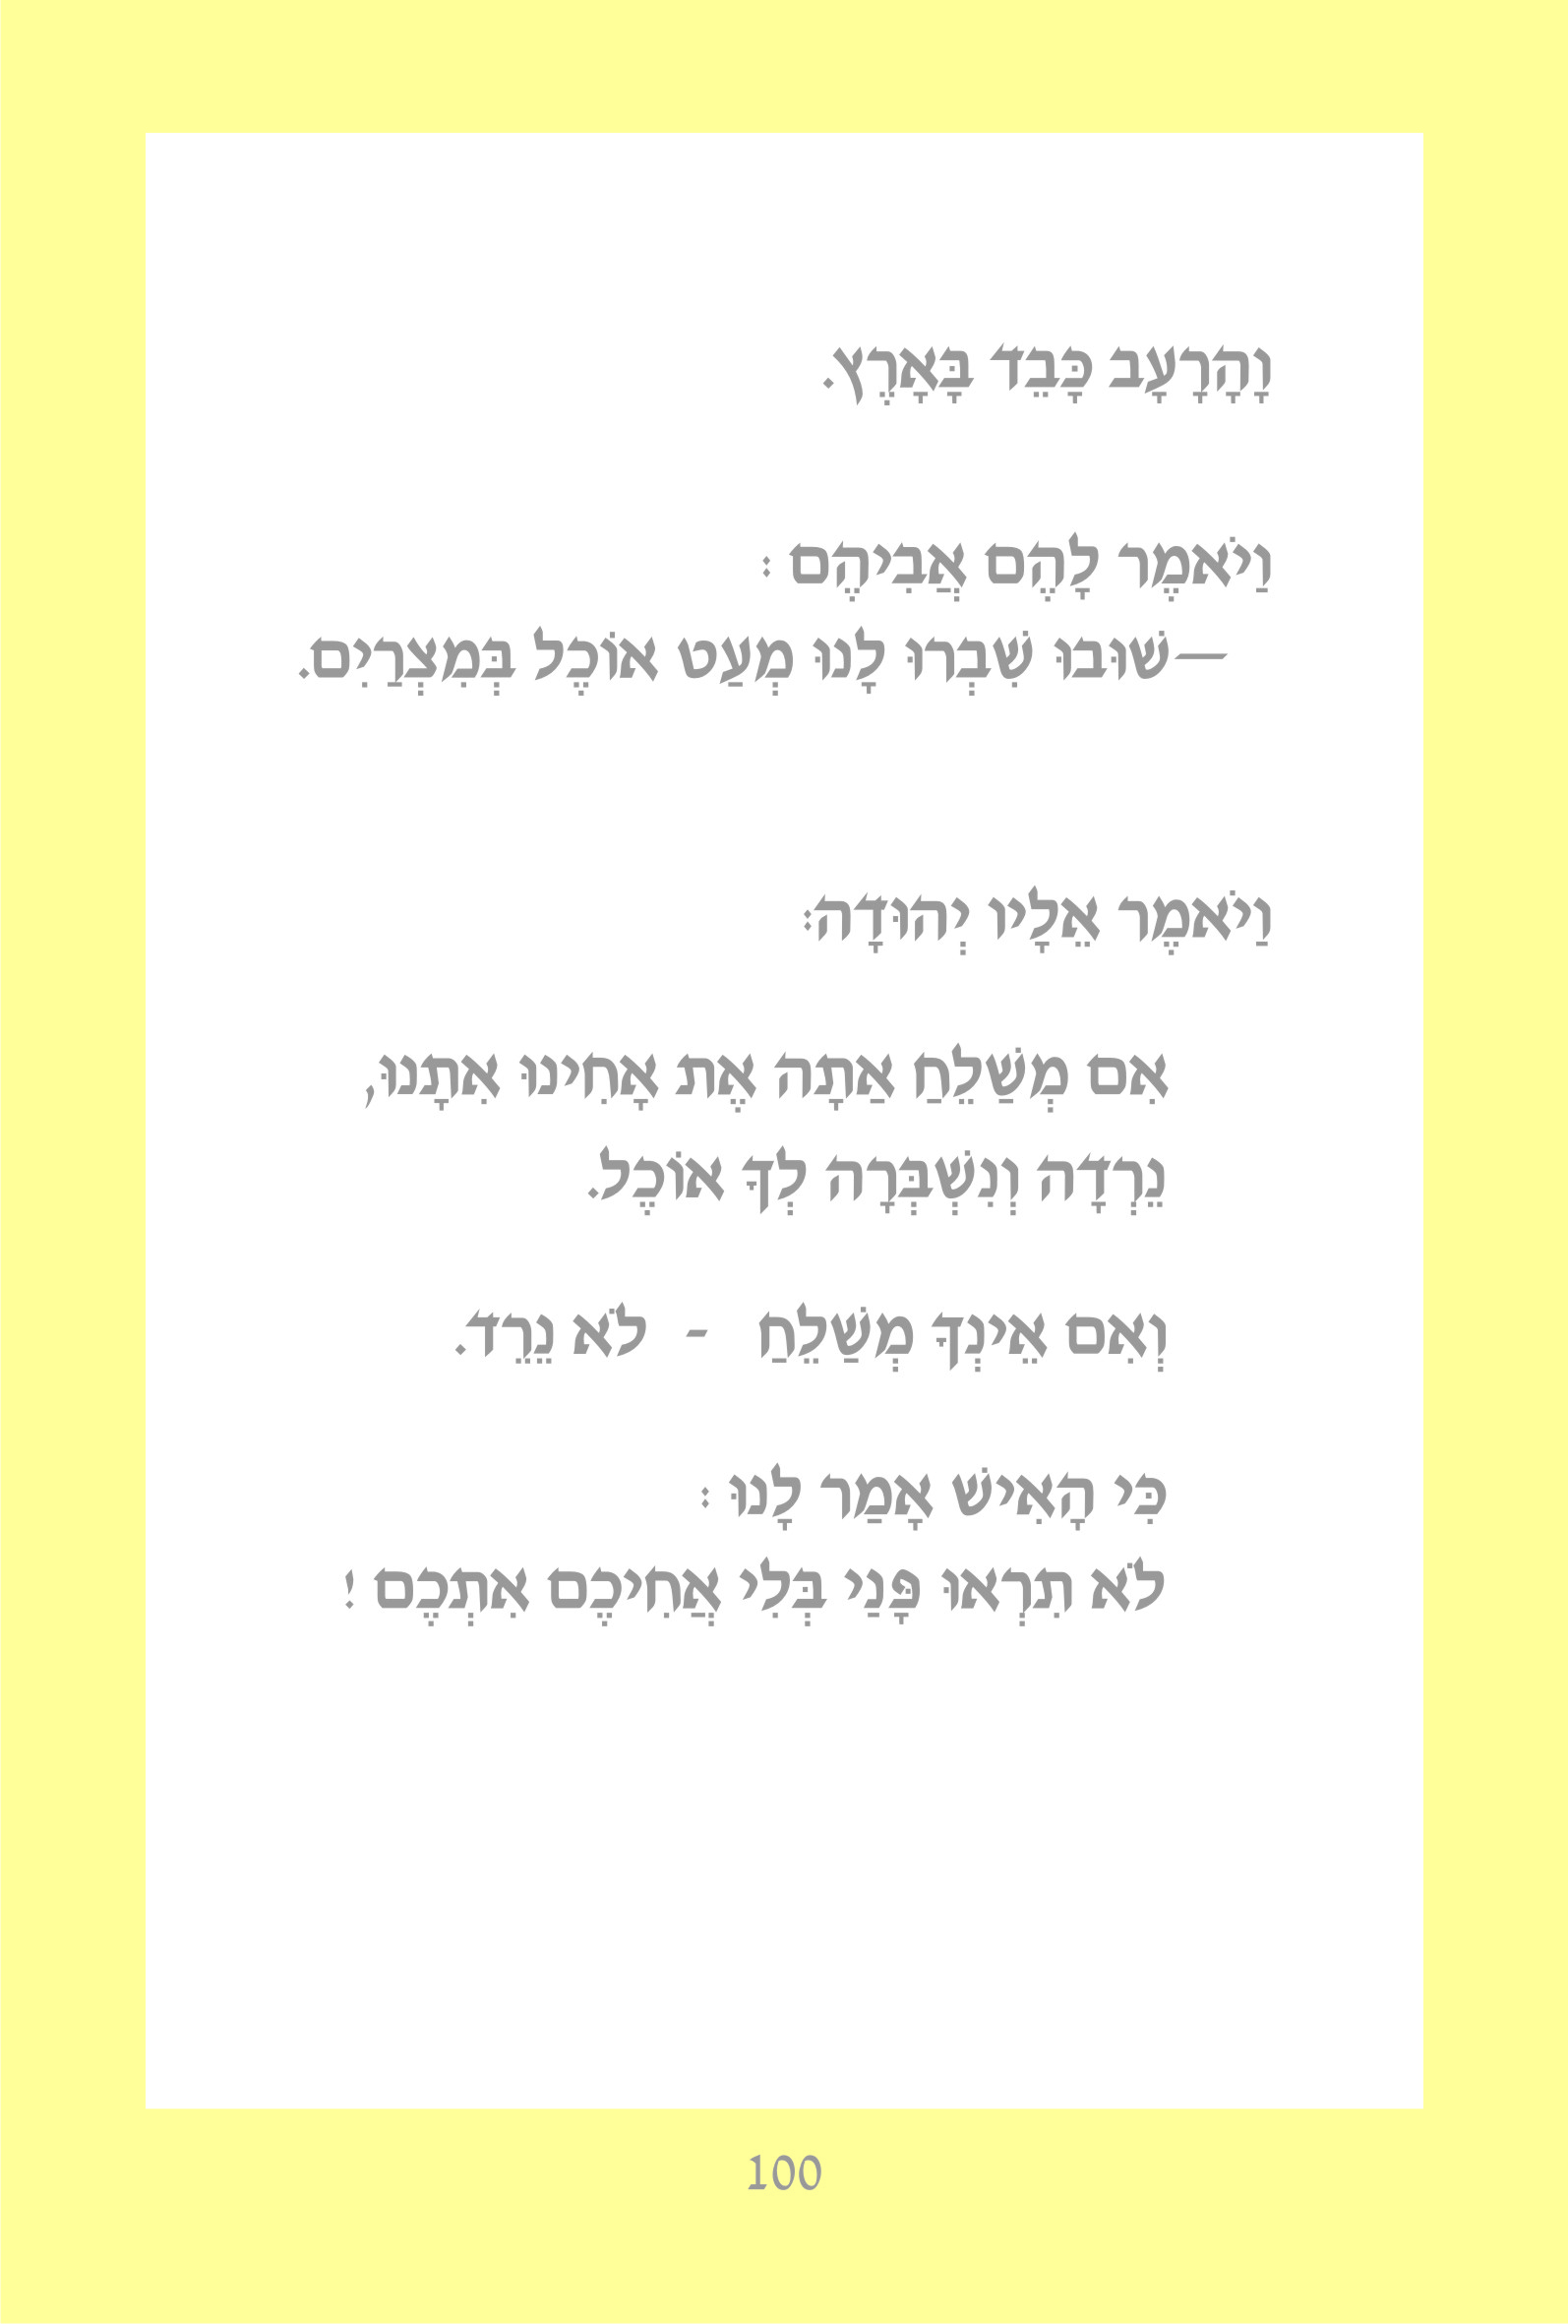 וָהָרָעָב כָּבֵד בָּאָרֶץ.
וַיֹּאמֶר לָהֶם אֲבִיהֶם :
—שׁוּבוּ שִׁבְרוּ לָנוּ מְעַט אוֹכֶל בְּמִצְרַיִם.
וַיֹּאמֶר אֵלָיו יְהוּדָה:
אִם מְשַׁלֵחַ אַתָה אֶת אָחִינוּ אִתָנוּ,
נֵרְדָה וְנִשְׁבְּרָה לְךָ אוֹכֶל.
וְאִם אֵינְךָ מְשַׁלֵחַ - לֹא נֵרֵד.
כִּי הָאִישׁ אָמַר לָנוּ :
לֹא תִרְאוּ פָּנַי בְּלִי אֲחִיכֶם אִתְכֶם !
100